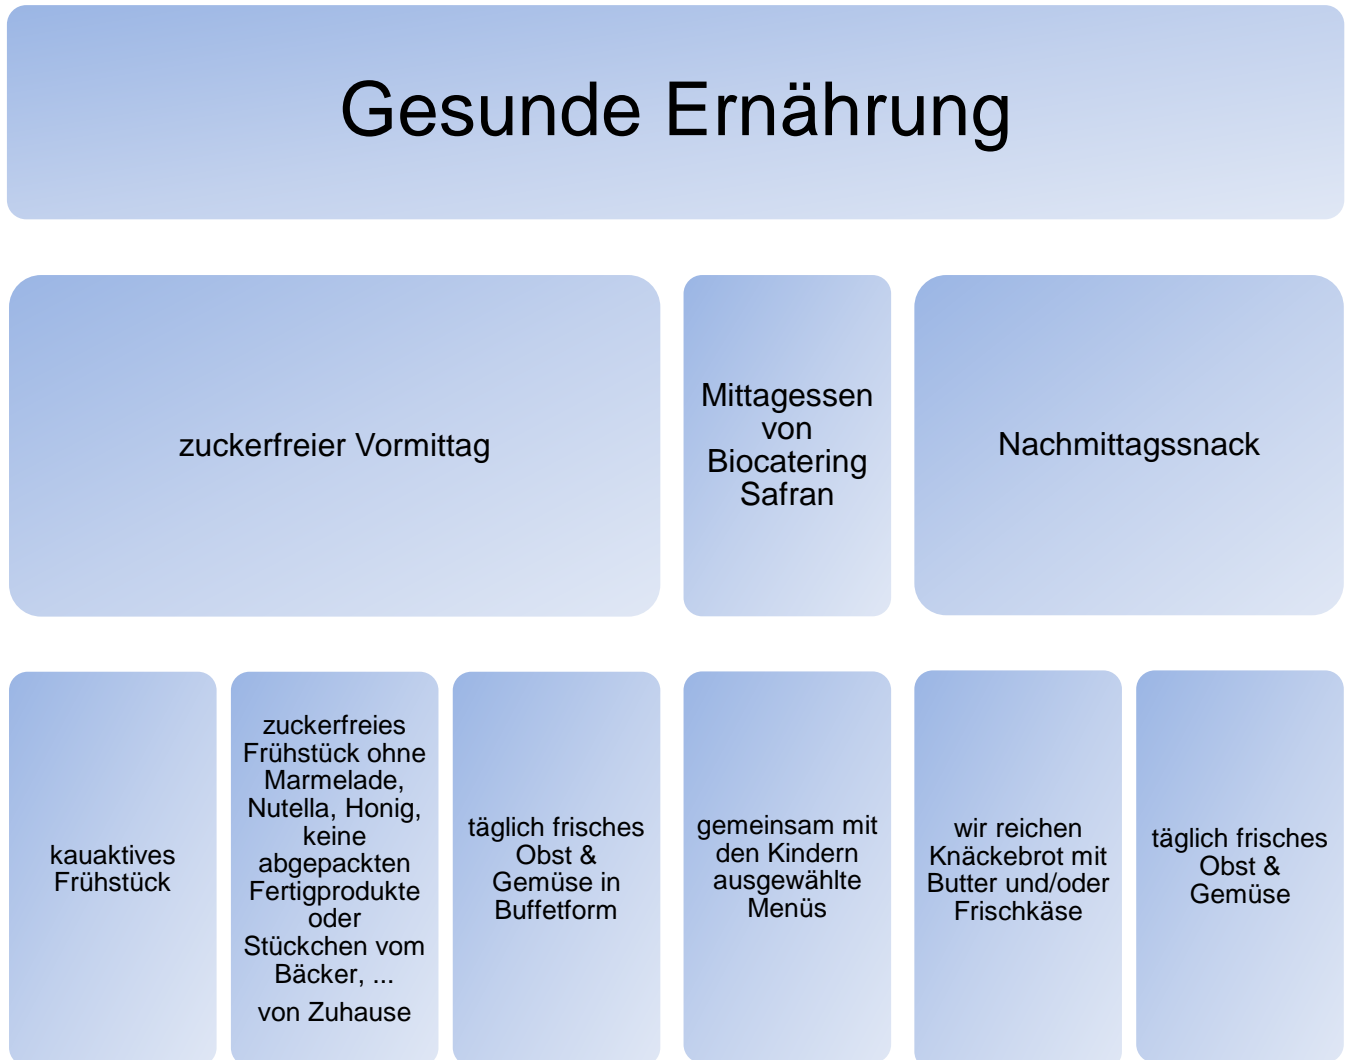 Gesunde Ernährung
zuckerfreier Vormittag
Mittagessen
von
Biocatering
Safran
Nachmittagssnack
kauaktives
Frühstück
zuckerfreies
Frühstück ohne
Marmelade,
Nutella, Honig,
keine
abgepackten
Fertigprodukte
oder
Stückchen vom
Bäcker, ...
von Zuhause
täglich frisches
Obst &
Gemüse in
Buffetform
gemeinsam mit
den Kindern
ausgewählte
Menüs
wir reichen
Knäckebrot mit
Butter und/oder
Frischkäse
täglich frisches
Obst &
Gemüse